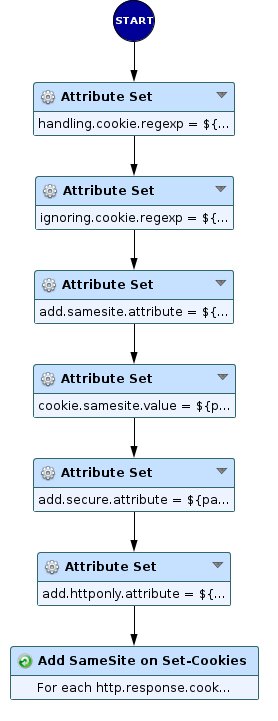 START
Attribute Set
handling.cookie.regexp = ${...
Attribute Set
ignoring.cookie.regexp = ${...
Attribute Set
add.samesite.attribute = ${...
Attribute Set
cookie.samesite.value = ${p...
Attribute Set
add.secure.attribute = ${pa...
Attribute Set
add.httponly.attribute = ${...
Add SameSite on Set-Cookies
For each http.response.cook...